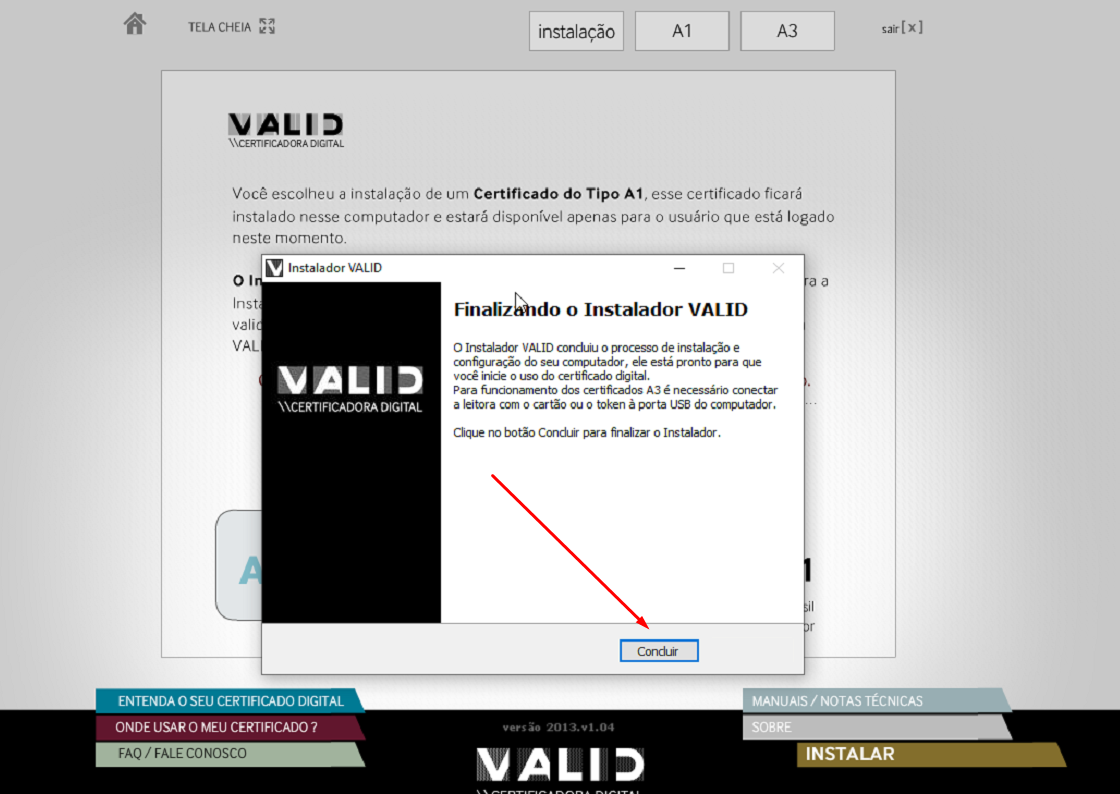 TELA CHEIA
instalação
A1
A3
sair[x]
VALID
\\CERTIFICADORA DIGITAL
Você escolheu a instalação de um Certificado do Tipo A1, esse certificado ficará
instalado nesse computador e estará disponível apenas para o usuário que está logado
neste momento.
O In
ra a
Insta
valid
VALI
Instalador VALID
VALID
\\CERTIFICADORA DIGITAL
Finalizando o Instalador VALID
O Instalador VALID concluiu o processo de instalação e
configuração do seu computador, ele está pronto para que
você inicie o uso do certificado digital.
Para funcionamento dos certificados A3 é necessário conectar
a leitora com o cartão ou o token à porta USB do computador.
Clique no botão Concluir para finalizar o Instalador.
Concluir
A
1
sil
or
ENTENDA O SEU CERTIFICADO DIGITAL
ONDE USAR O MEU CERTIFICADO ?
FAQ / FALE CONOSCO
versão 2013.v1.04
VALID
\\CERTIFICADORA DIGITAL
MANUAIS / NOTAS TÉCNICAS
SOBRE
INSTALAR